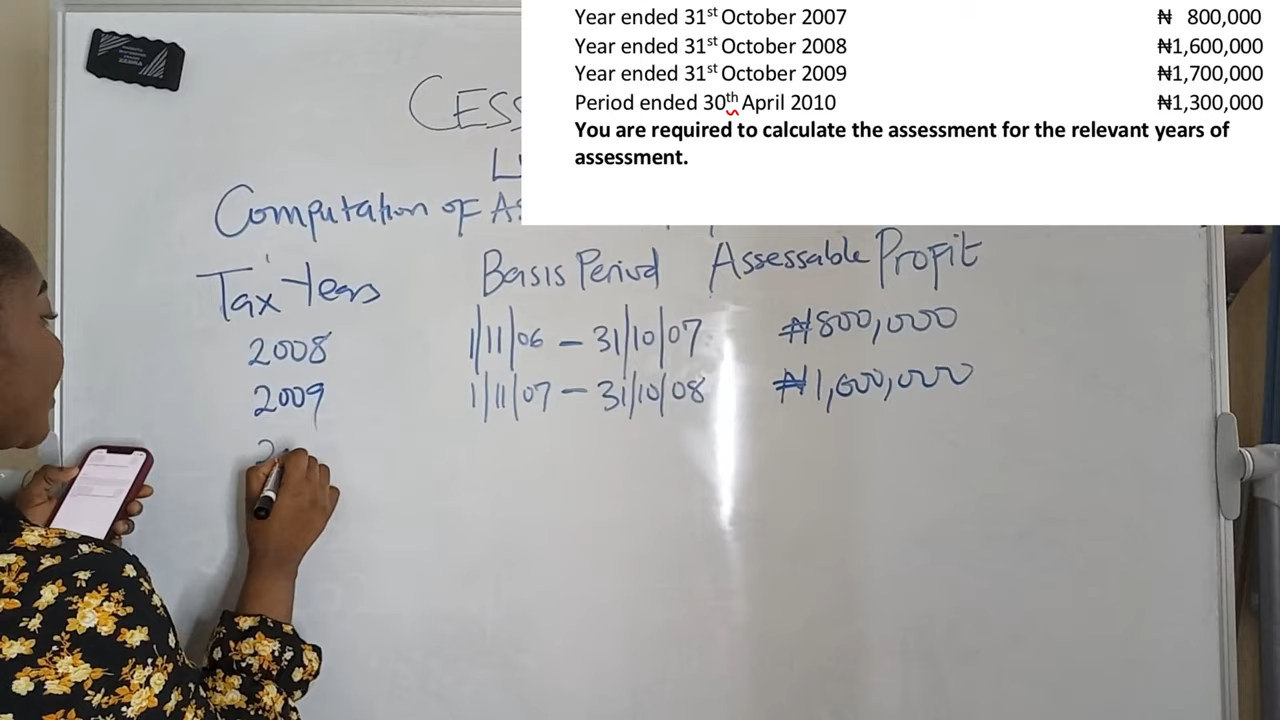 Year ended 31st October 2007 ₦ 800,000
Year ended 31st October 2008 ₦1,600,000
Year ended 31st October 2009 ₦1,700,000
Period ended 30th April 2010 ₦1,300,000
You are required to calculate the assessment for the relevant years of
assessment.
CESS
L
Computation of As
Tax Years Basis Period Assessable Profit
2008 1/11/06 – 31/10/07 ₦800,000
2009 1/11/07 – 31/10/08 ₦1,600,000
2